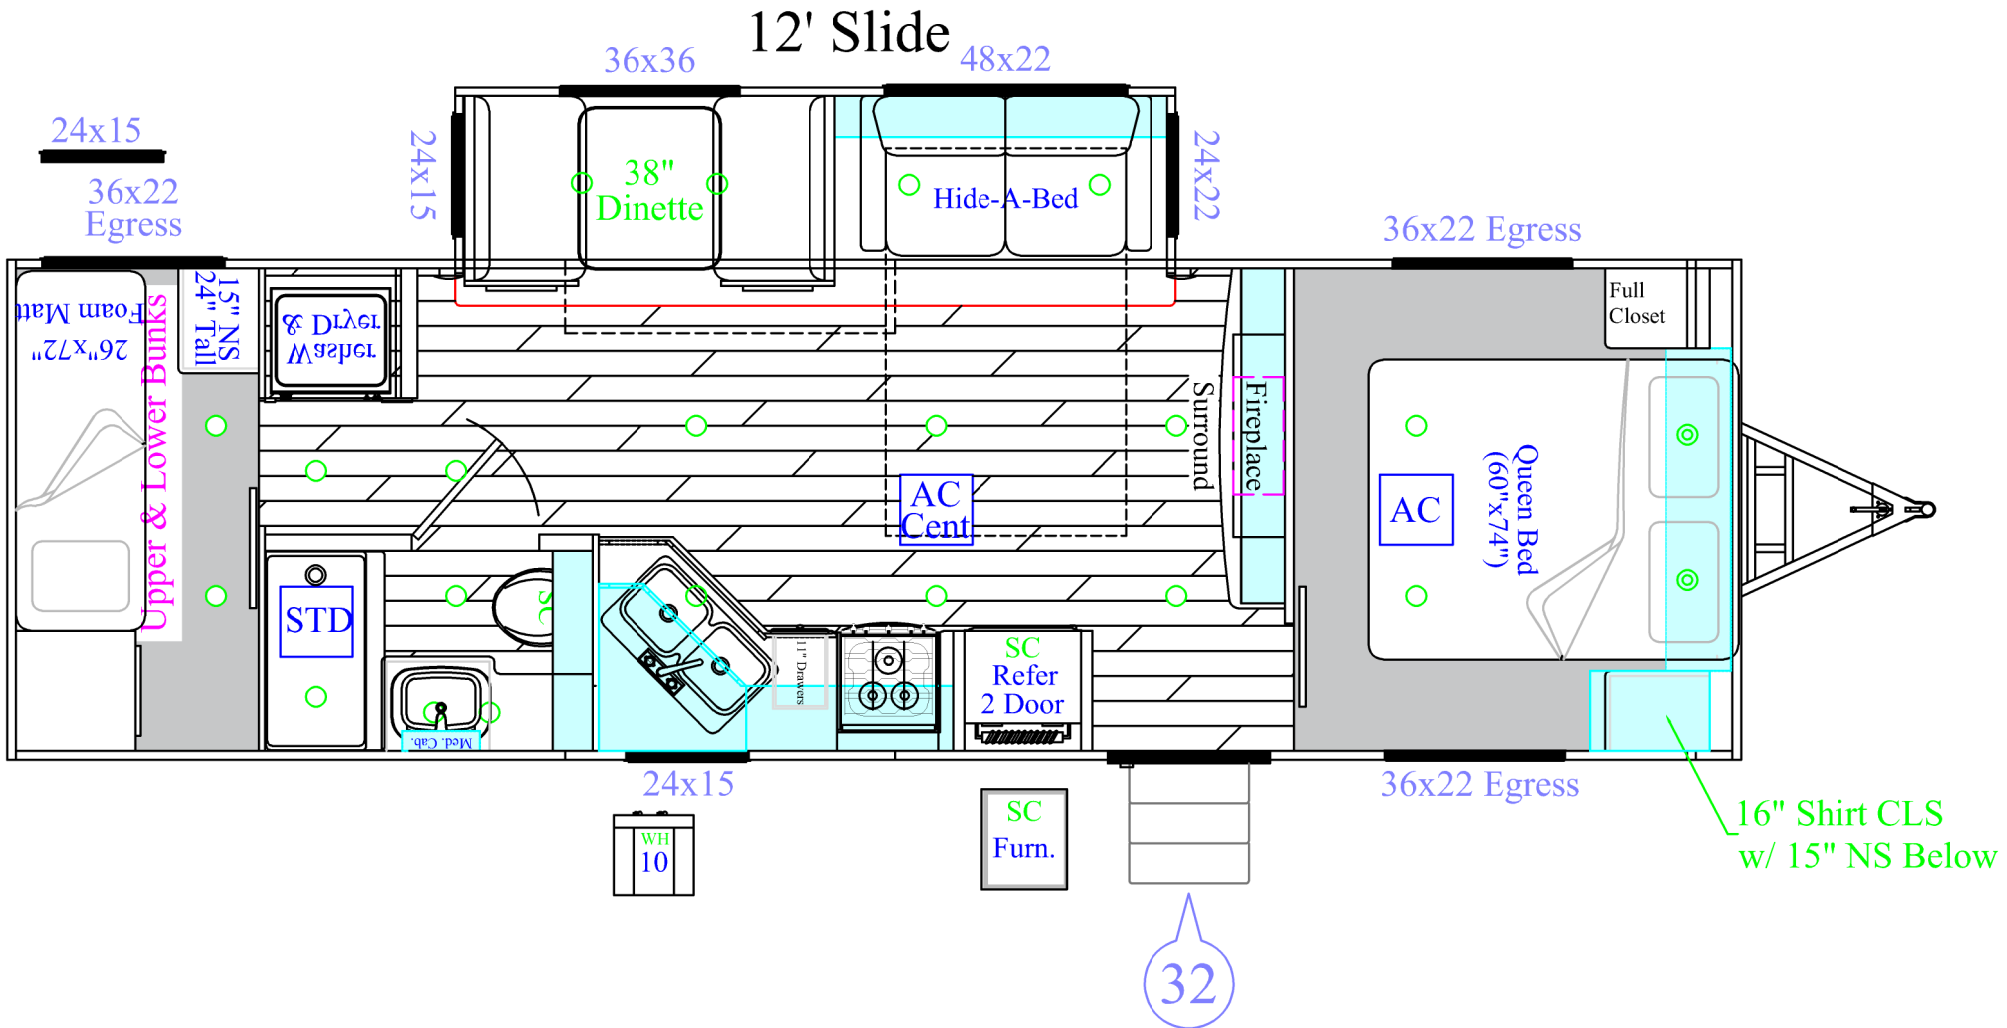 12' Slide
36x36
48x22
24x15
36x22
Egress
24x15
38"
Dinette
Hide-A-Bed
24x22
36x22 Egress
26"x72"
Foam Matt
Upper & Lower Bunks
15" NS
24" Tall
Washer
& Dryer
Surround
Fireplace
Full
Closet
Queen Bed
(60"x74")
AC
Cent
AC
STD
SC
Med. Cab.
11" Drawers
SC
Refer
2 Door
24x15
36x22 Egress
WH
10
SC
Furn.
16" Shirt CLS
w/ 15" NS Below
32